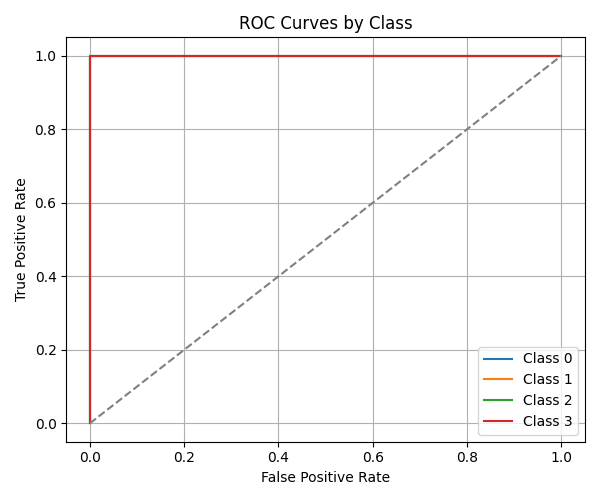 ROC Curves by Class
True Positive Rate
1.0
0.8
0.6
0.4
0.2
0.0
Class 0
Class 1
Class 2
Class 3
0.0 0.2 0.4 0.6 0.8 1.0
False Positive Rate